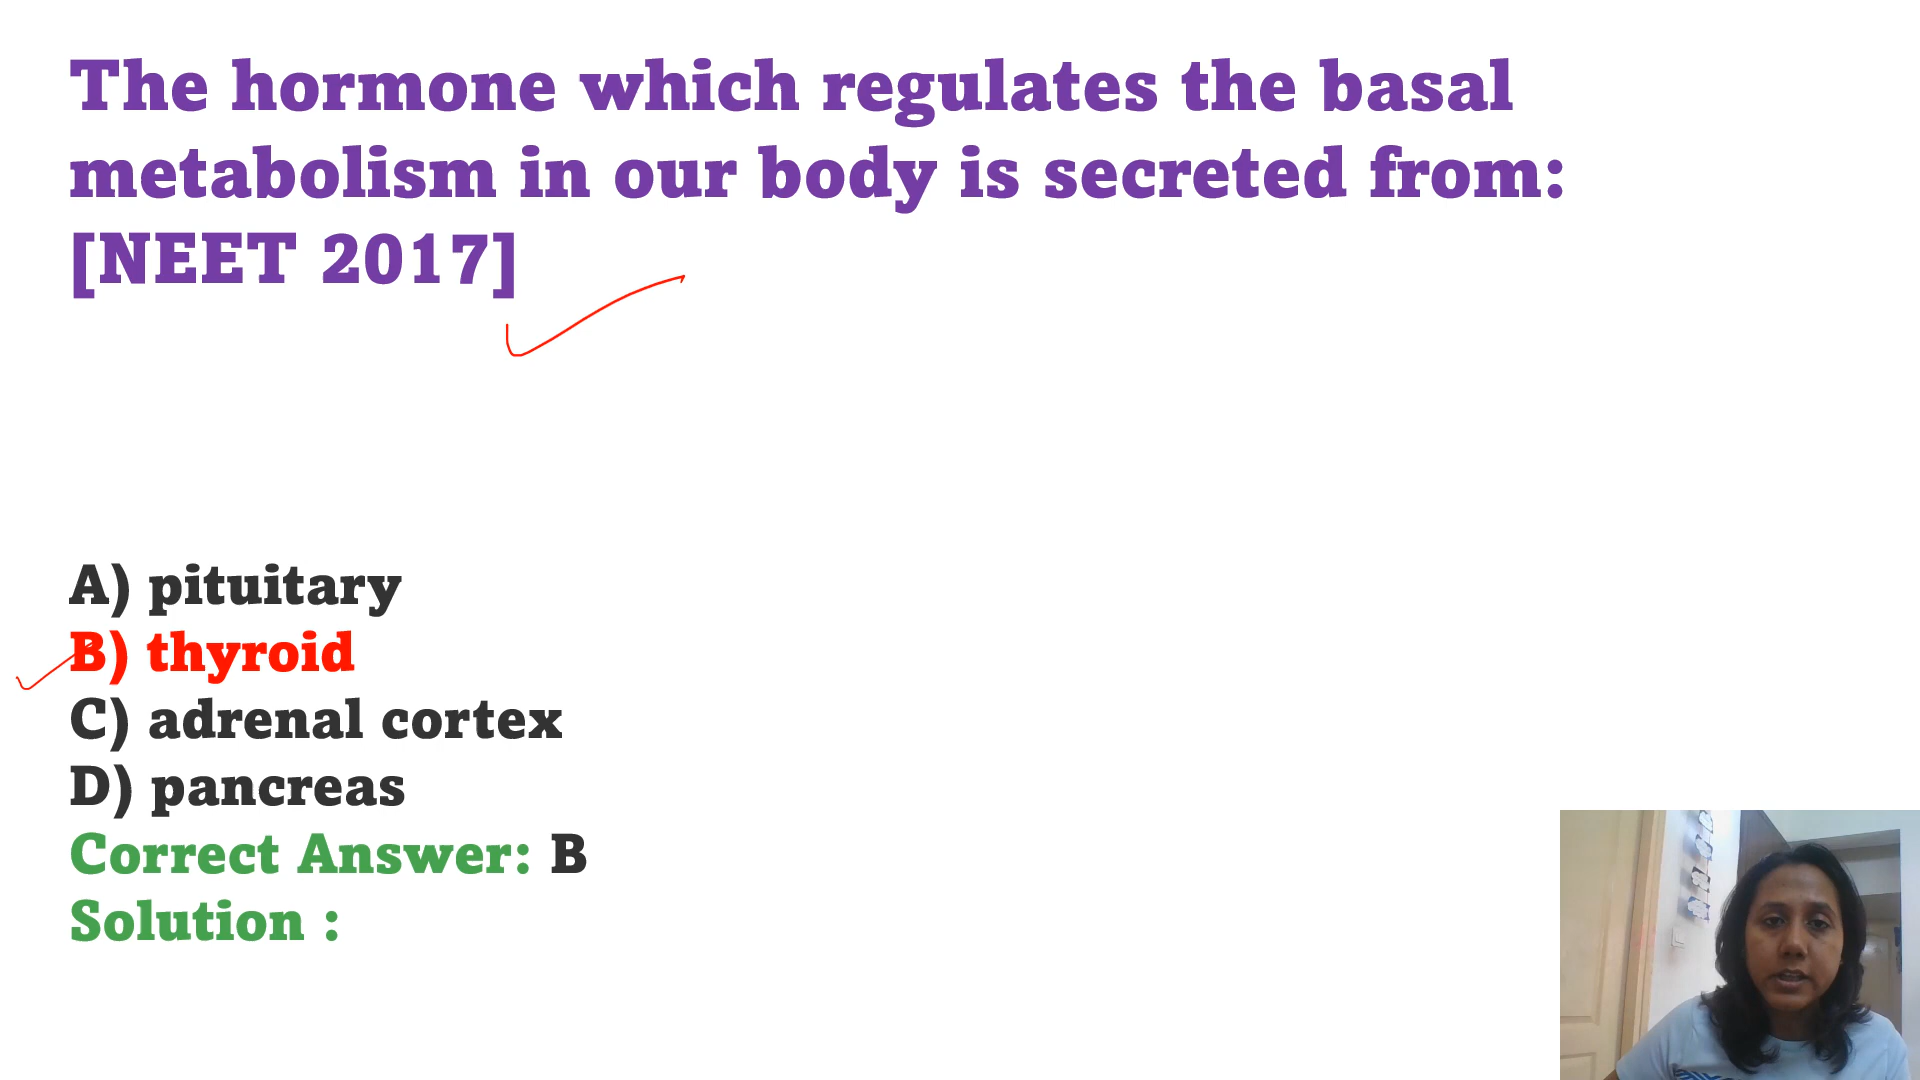 The hormone which regulates the basal
metabolism in our body is secreted from:
[NEET 2017]
A) pituitary
B) thyroid
C) adrenal cortex
D) pancreas
Correct Answer: B
Solution :